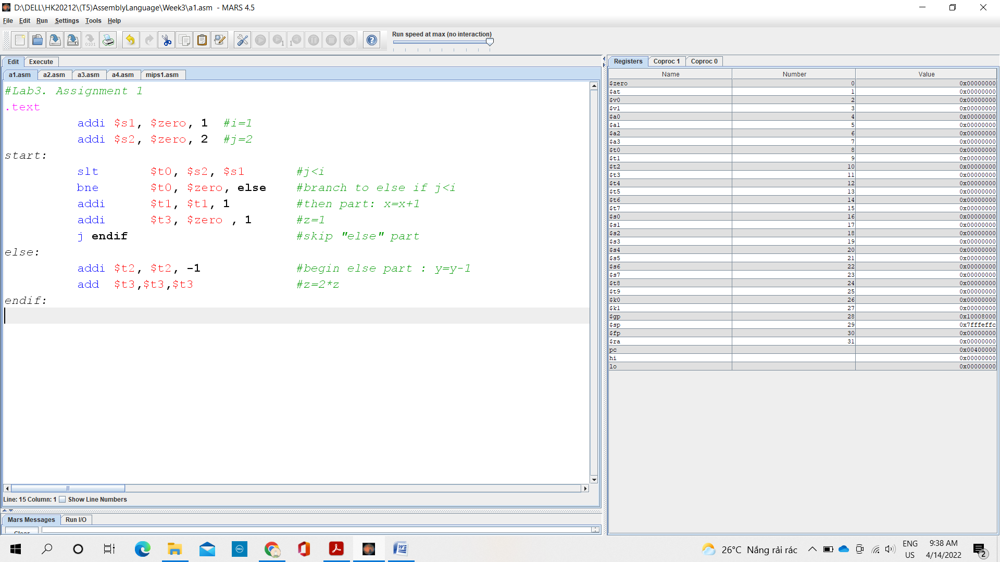 D:\DELL\HK20212\(T5)AssemblyLanguage\Week3\a1.asm - MARS 4.5
File Edit Run Settings Tools Help
Run speed at max (no interaction)
Edit Execute
a1.asm a2.asm a3.asm a4.asm mips1.asm
#Lab3. Assignment 1
.text
addi $s1, $zero, 1 #i=1
addi $s2, $zero, 2 #j=2
start:
slt $t0, $s2, $s1 #j<i
bne $t0, $zero, else #branch to else if j<i
addi $t1, $t1, 1 #then part: x=x+1
addi $t3, $zero , 1 #z=1
j endif #skip "else" part
else:
addi $t2, $t2, -1 #begin else part : y=y-1
add $t3,$t3,$t3 #z=2*z
endif:
Line: 15 Column: 1 Show Line Numbers
Mars Messages Run I/O
Clear
Registers Coproc 1 Coproc 0
Name Number Value
$zero 0 0x00000000
$at 1 0x00000000
$v0 2 0x00000000
$v1 3 0x00000000
$a0 4 0x00000000
$a1 5 0x00000000
$a2 6 0x00000000
$a3 7 0x00000000
$t0 8 0x00000000
$t1 9 0x00000000
$t2 10 0x00000000
$t3 11 0x00000000
$t4 12 0x00000000
$t5 13 0x00000000
$t6 14 0x00000000
$t7 15 0x00000000
$s0 16 0x00000000
$s1 17 0x00000000
$s2 18 0x00000000
$s3 19 0x00000000
$s4 20 0x00000000
$s5 21 0x00000000
$s6 22 0x00000000
$s7 23 0x00000000
$t8 24 0x00000000
$t9 25 0x00000000
$k0 26 0x00000000
$k1 27 0x00000000
$gp 28 0x10008000
$sp 29 0x7fffeffc
$fp 30 0x00000000
$ra 31 0x00000000
pc 0x00400000
hi 0x00000000
lo 0x00000000
26°C Nắng rải rác
ENG
US
9:38 AM
4/14/2022
2